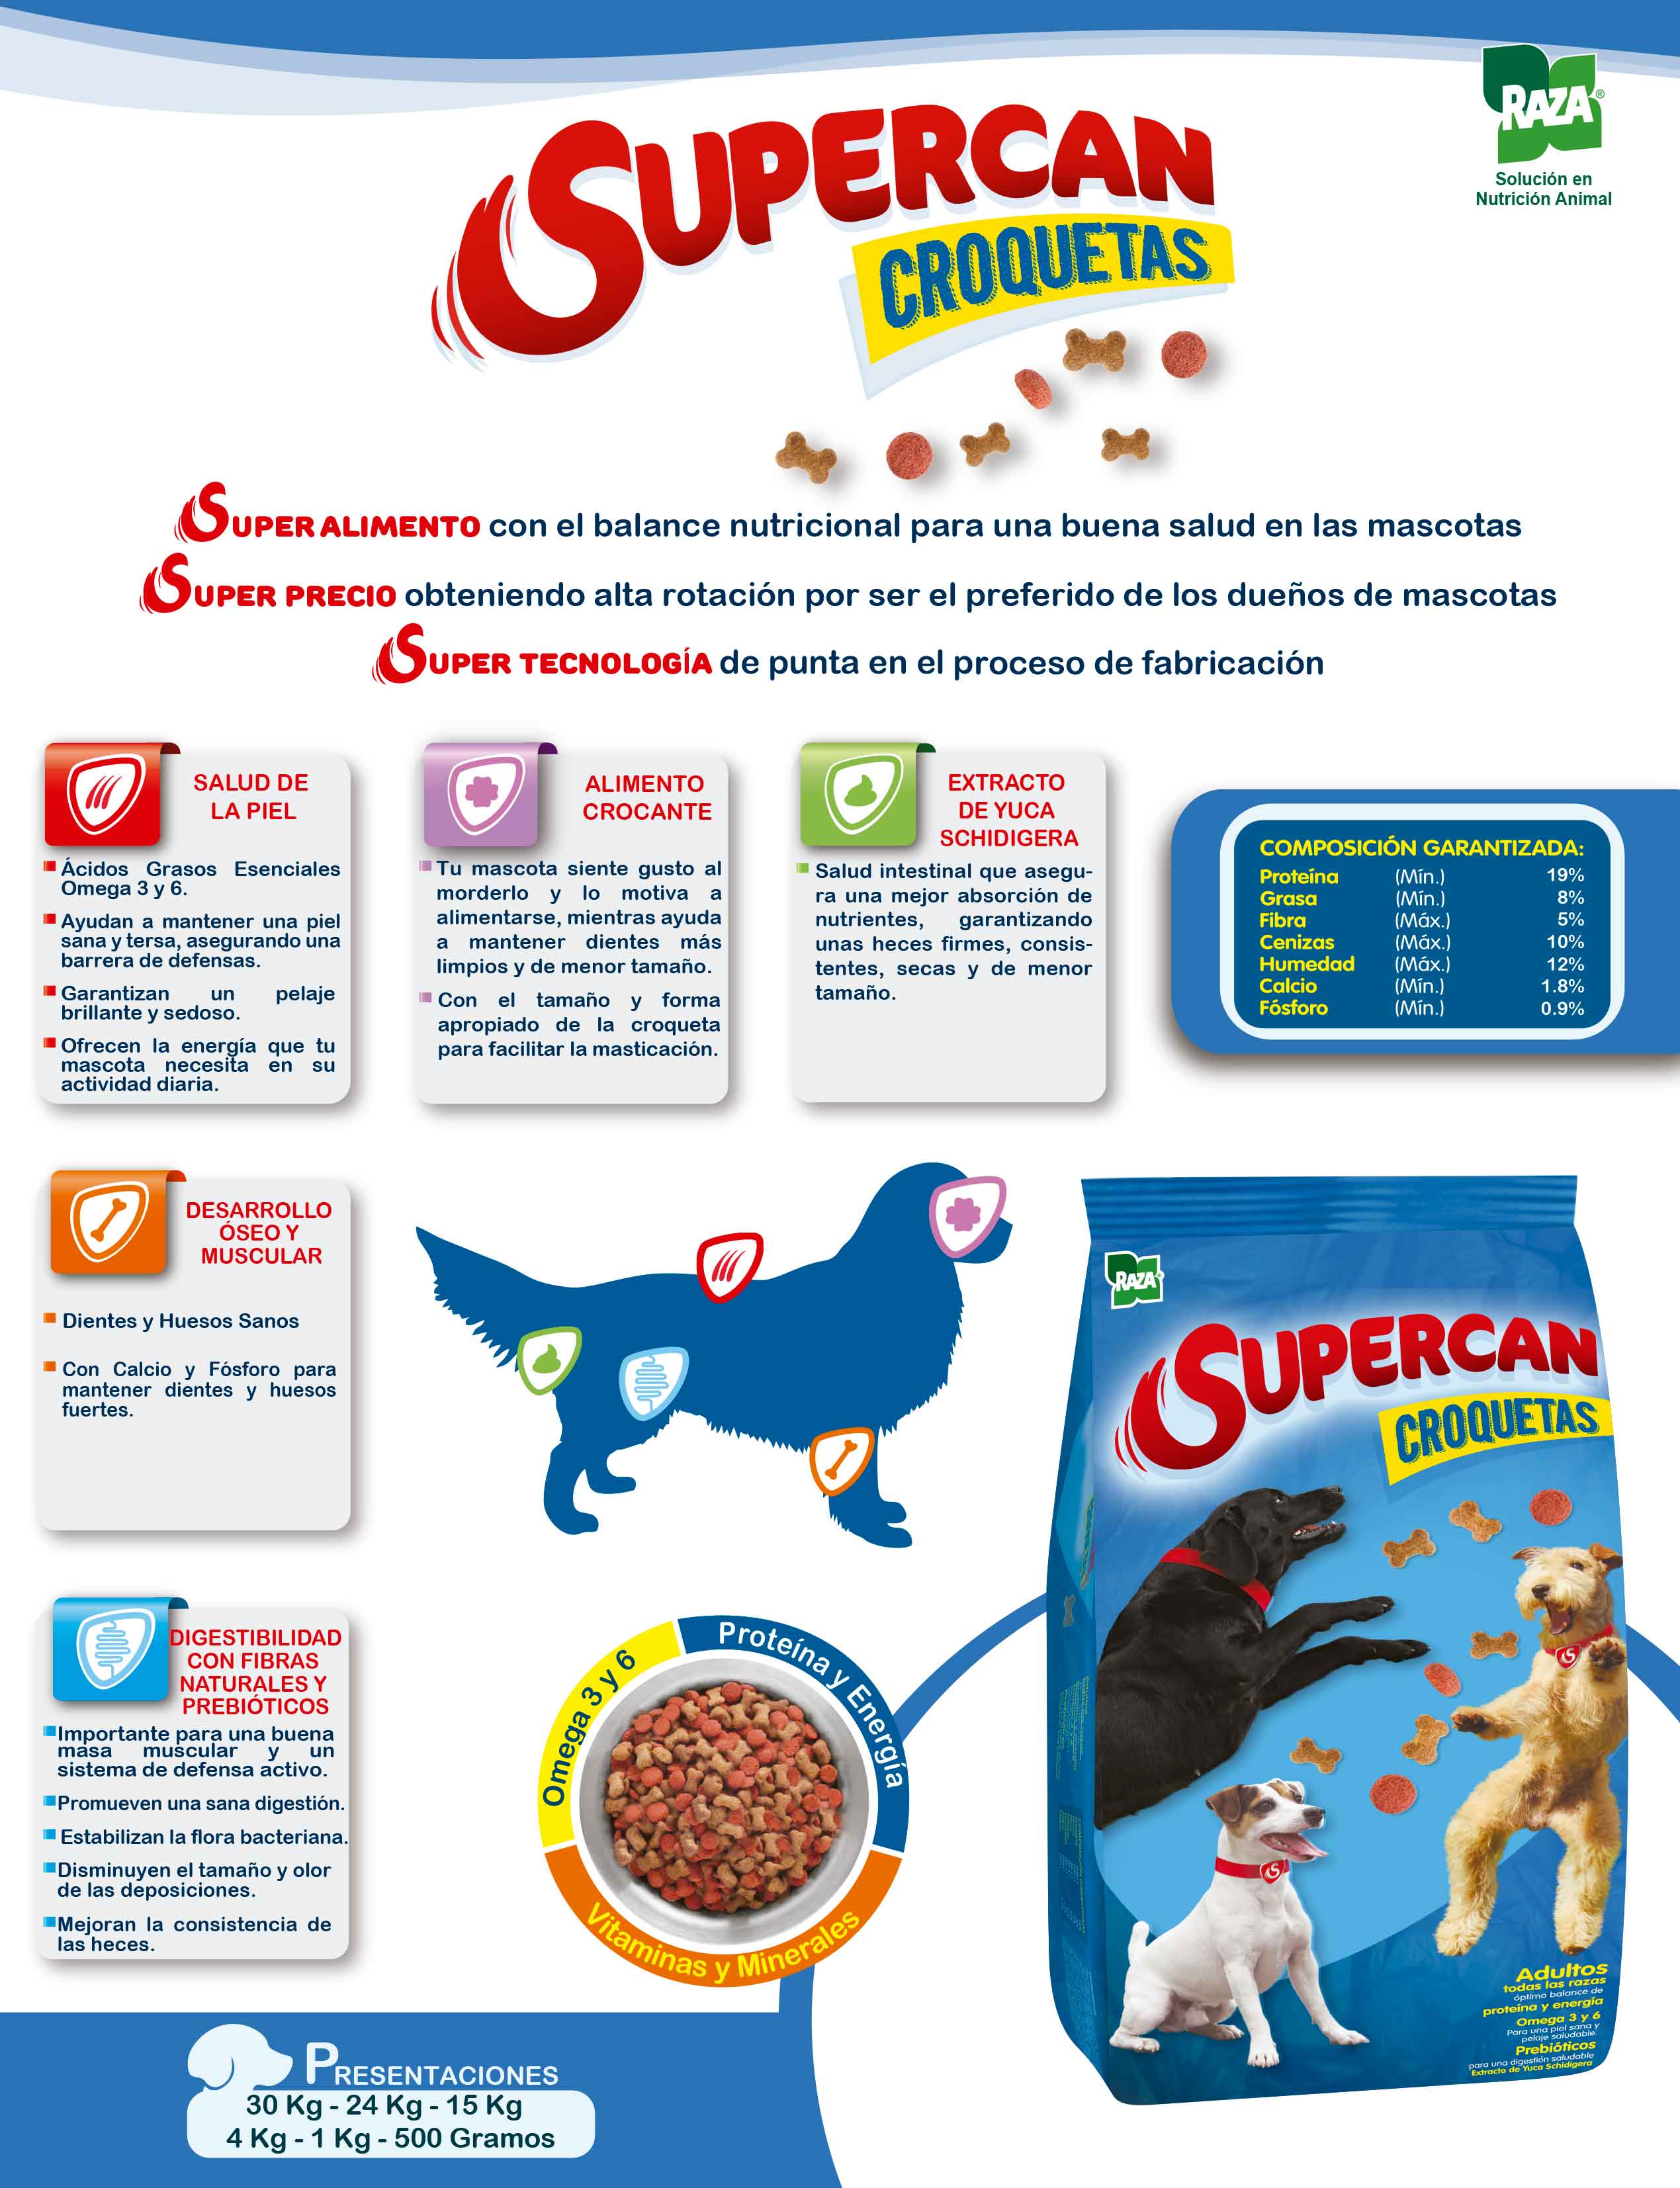 RAZA®
Solución en
Nutrición Animal
SUPERCAN
CROQUETAS
SUPER ALIMENTO con el balance nutricional para una buena salud en las mascotas
SUPER PRECIO obteniendo alta rotación por ser el preferido de los dueños de mascotas
SUPER TECNOLOGÍA de punta en el proceso de fabricación
SALUD DE
LA PIEL
Ácidos Grasos Esenciales
Omega 3 y 6.
Ayudan a mantener una piel
sana y tersa, asegurando una
barrera de defensas.
Garantizan un pelaje
brillante y sedoso.
Ofrecen la energía que tu
mascota necesita en su
actividad diaria.
ALIMENTO
CROCANTE
Tu mascota siente gusto al
morderlo y lo motiva a
alimentarse, mientras ayuda
a mantener dientes más
limpios y de menor tamaño.
Con el tamaño y forma
apropiado de la croqueta
para facilitar la masticación.
EXTRACTO
DE YUCA
SCHIDIGERA
Salud intestinal que asegu-
ra una mejor absorción de
nutrientes, garantizando
unas heces firmes, consis-
tentes, secas y de menor
tamaño.
COMPOSICIÓN GARANTIZADA:
Proteína (Mín.) 19%
Grasa (Mín.) 8%
Fibra (Máx.) 5%
Cenizas (Máx.) 10%
Humedad (Máx.) 12%
Calcio (Mín.) 1.8%
Fósforo (Mín.) 0.9%
DESARROLLO
ÓSEO Y
MUSCULAR
Dientes y Huesos Sanos
Con Calcio y Fósforo para
mantener dientes y huesos
fuertes.
DIGESTIBILIDAD
CON FIBRAS
NATURALES Y
PREBIÓTICOS
Importante para una buena
masa muscular y un
sistema de defensa activo.
Promueven una sana digestión.
Estabilizan la flora bacteriana.
Disminuyen el tamaño y olor
de las deposiciones.
Mejoran la consistencia de
las heces.
Omega 3 y 6
Proteína y Energía
Vitaminas y Minerales
RAZA®
SUPERCAN
CROQUETAS
Adultos
todas las razas
óptimo balance de
proteína y energía
Omega 3 y 6
Para una piel sana y
pelaje saludable.
Prebióticos
para una digestión saludable
Extracto de Yuca Schidigera
PRESENTACIONES
30 Kg - 24 Kg - 15 Kg
4 Kg - 1 Kg - 500 Gramos